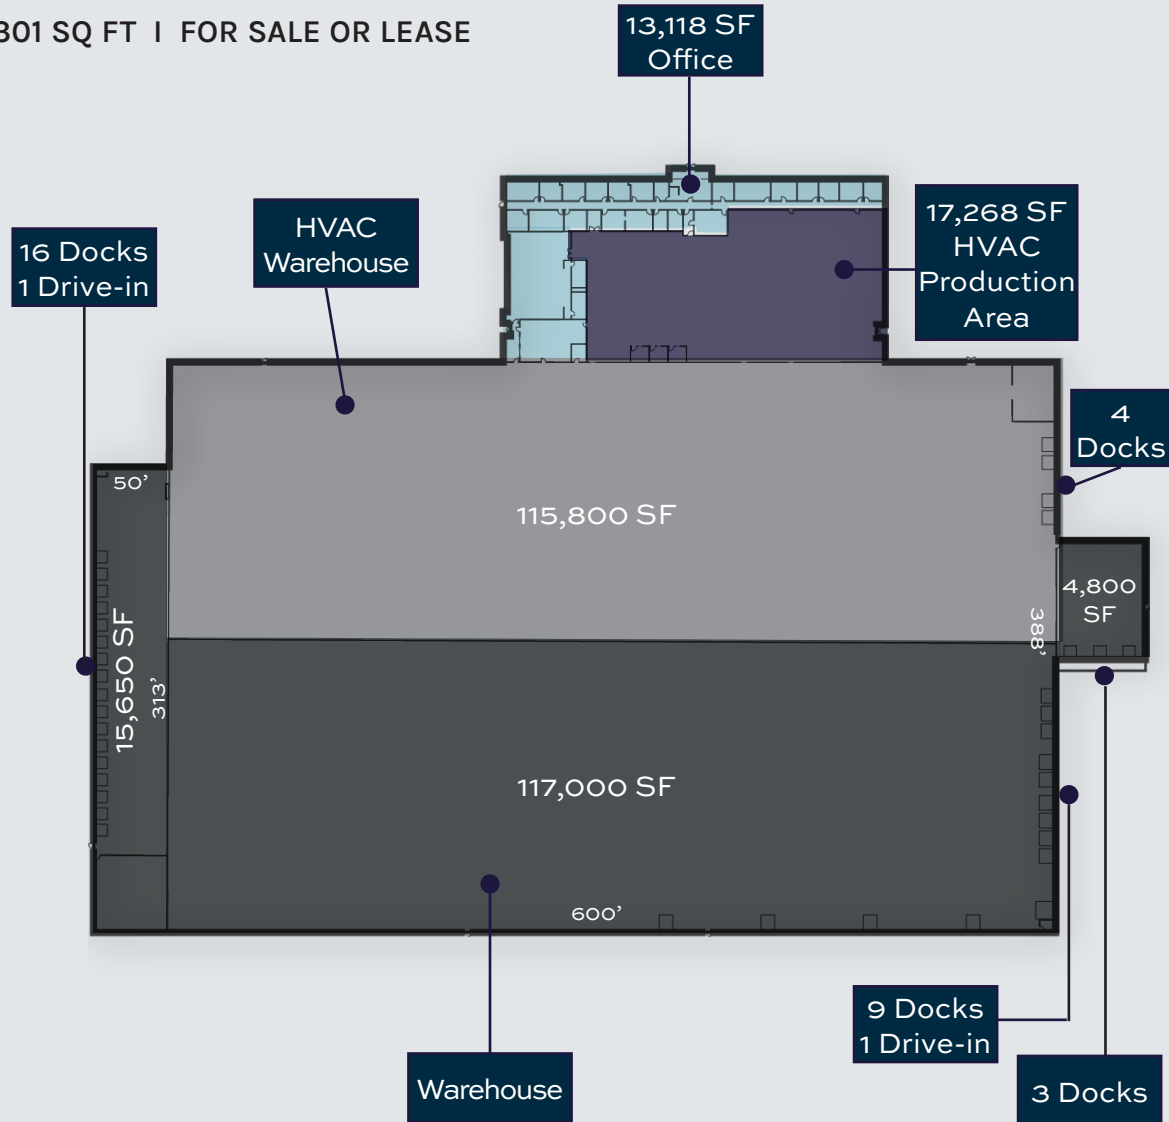 301 SQ FT I FOR SALE OR LEASE
13,118 SF
Office
17,268 SF
HVAC
Production
Area
HVAC
Warehouse
16 Docks
1 Drive-in
4
Docks
50'
115,800 SF
4,800
SF
388'
15,650 SF
313'
117,000 SF
600'
9 Docks
1 Drive-in
Warehouse
3 Docks